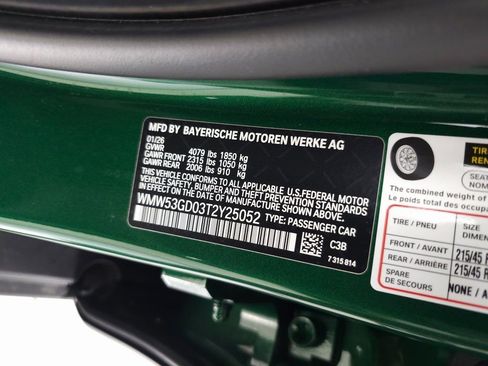 MFD BY BAYERISCHE MOTOREN WERKE AG
01/26
GVWR 4079 lbs 1850 kg
GAWR FRONT 2315 lbs 1050 kg
GAWR REAR 2006 lbs 910 kg
THIS VEHICLE CONFORMS TO ALL APPLICABLE U.S.FEDERAL MOTOR
VEHICLE SAFETY, BUMPER AND THEFT PREVENTION STANDARDS
IN EFFECT ON THE DATE OF MANUFACTURE SHOWN ABOVE.
WMW53GD03T2Y25052 TYPE: PASSENGER CAR
C3B
7 315 814
TIRE
REN
The combined weight of
Le poids total des oc
TIRE / PNEU SIZE
DIMEN
FRONT / AVANT 215/45 R
REAR / ARRIÈRE 215/45 R
SPARE
DE SECOURS NONE / A